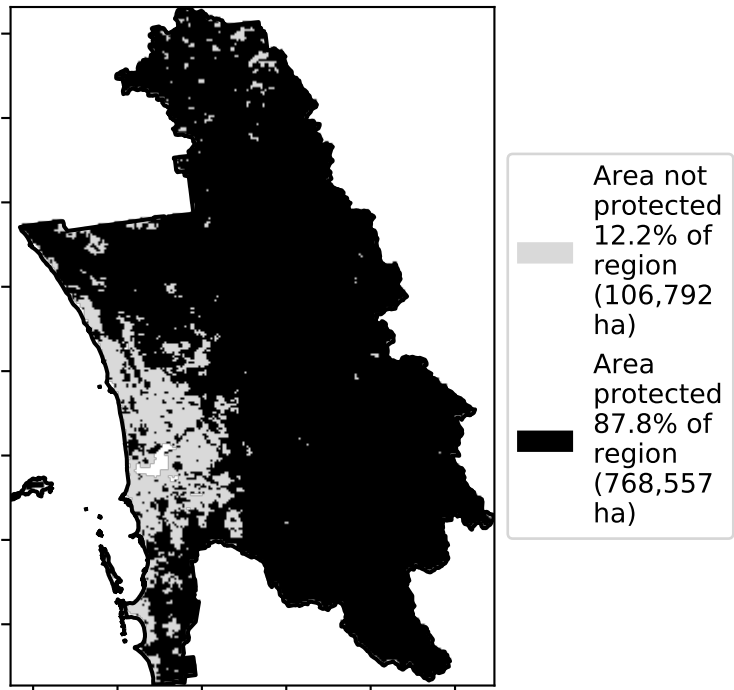 Area not
protected
12.2% of
region
(106,792
ha)
Area
protected
87.8% of
region
(768,557
ha)